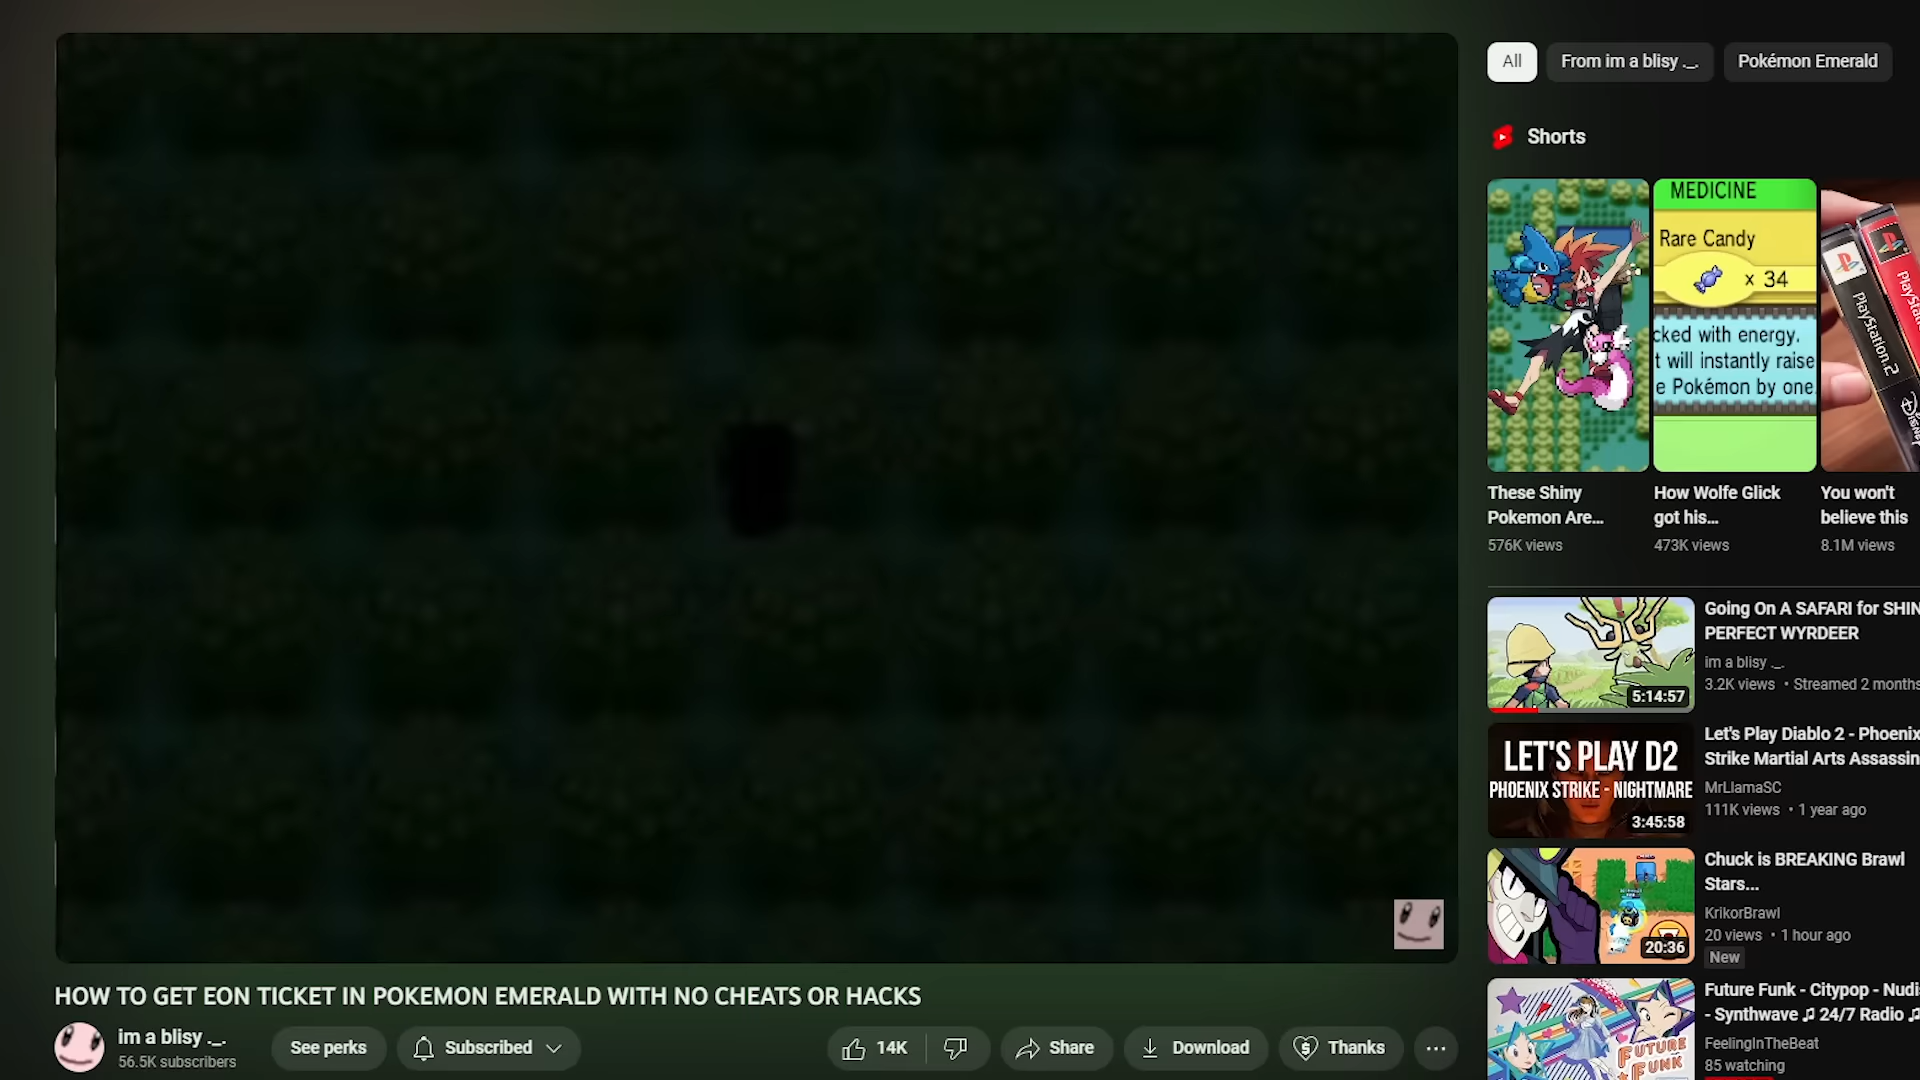 All
From im a blisy ._.
Pokémon Emerald
Shorts
MEDICINE
Rare Candy
x 34
cked with energy.
t will instantly raise
e Pokémon by one
PlayStation.2
Disney
These Shiny
Pokemon Are...
576K views
How Wolfe Glick
got his...
473K views
You won't
believe this
8.1M views
Going On A SAFARI for SHIN
PERFECT WYRDEER
im a blisy ._.
3.2K views • Streamed 2 months
5:14:57
LET'S PLAY D2
PHOENIX STRIKE - NIGHTMARE
3:45:58
Let's Play Diablo 2 - Phoenix
Strike Martial Arts Assassin
MrLlamaSC
111K views • 1 year ago
20:36
Chuck is BREAKING Brawl
Stars...
KrikorBrawl
20 views • 1 hour ago
New
FUTURE
FUNK
Future Funk - Citypop - Nudis
- Synthwave ♫ 24/7 Radio ♫
FeelingInTheBeat
85 watching
HOW TO GET EON TICKET IN POKEMON EMERALD WITH NO CHEATS OR HACKS
im a blisy ._.
56.5K subscribers
See perks
Subscribed
14K
Share
Download
Thanks